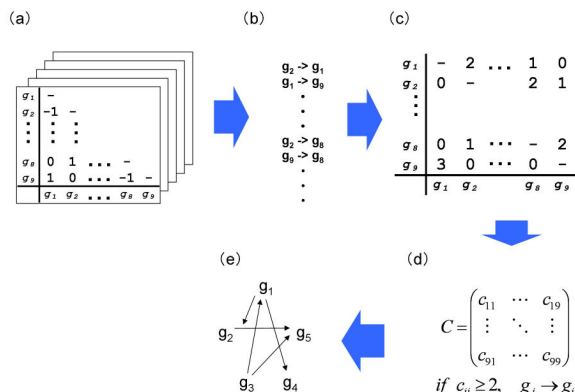 (a)
g₁ -
g₂ -1 -
⋮ ⋮ ⋮
g₈ 0 1 ⋯⋯ -
g₉ 1 0 ⋯⋯ -1 -
g₁ g₂ ⋯⋯ g₈ g₉
(b)
g₂ -> g₁
g₁ -> g₉
g₂ -> g₈
g₉ -> g₈
(c)
g₁ - 2 ⋯ 1 0
g₂ 0 - 2 1
⋮
g₈ 0 1 ⋯ - 2
g₉ 3 0 ⋯ 0 -
g₁ g₂ g₈ g₉
(e)
g₁
g₂ g₅
g₃ g₄
(d)
C = (c₁₁ ⋯ c₁₉
⋮ ⋱ ⋮
c₉₁ ⋯ c₉₉)
if cᵢⱼ ≥ 2,